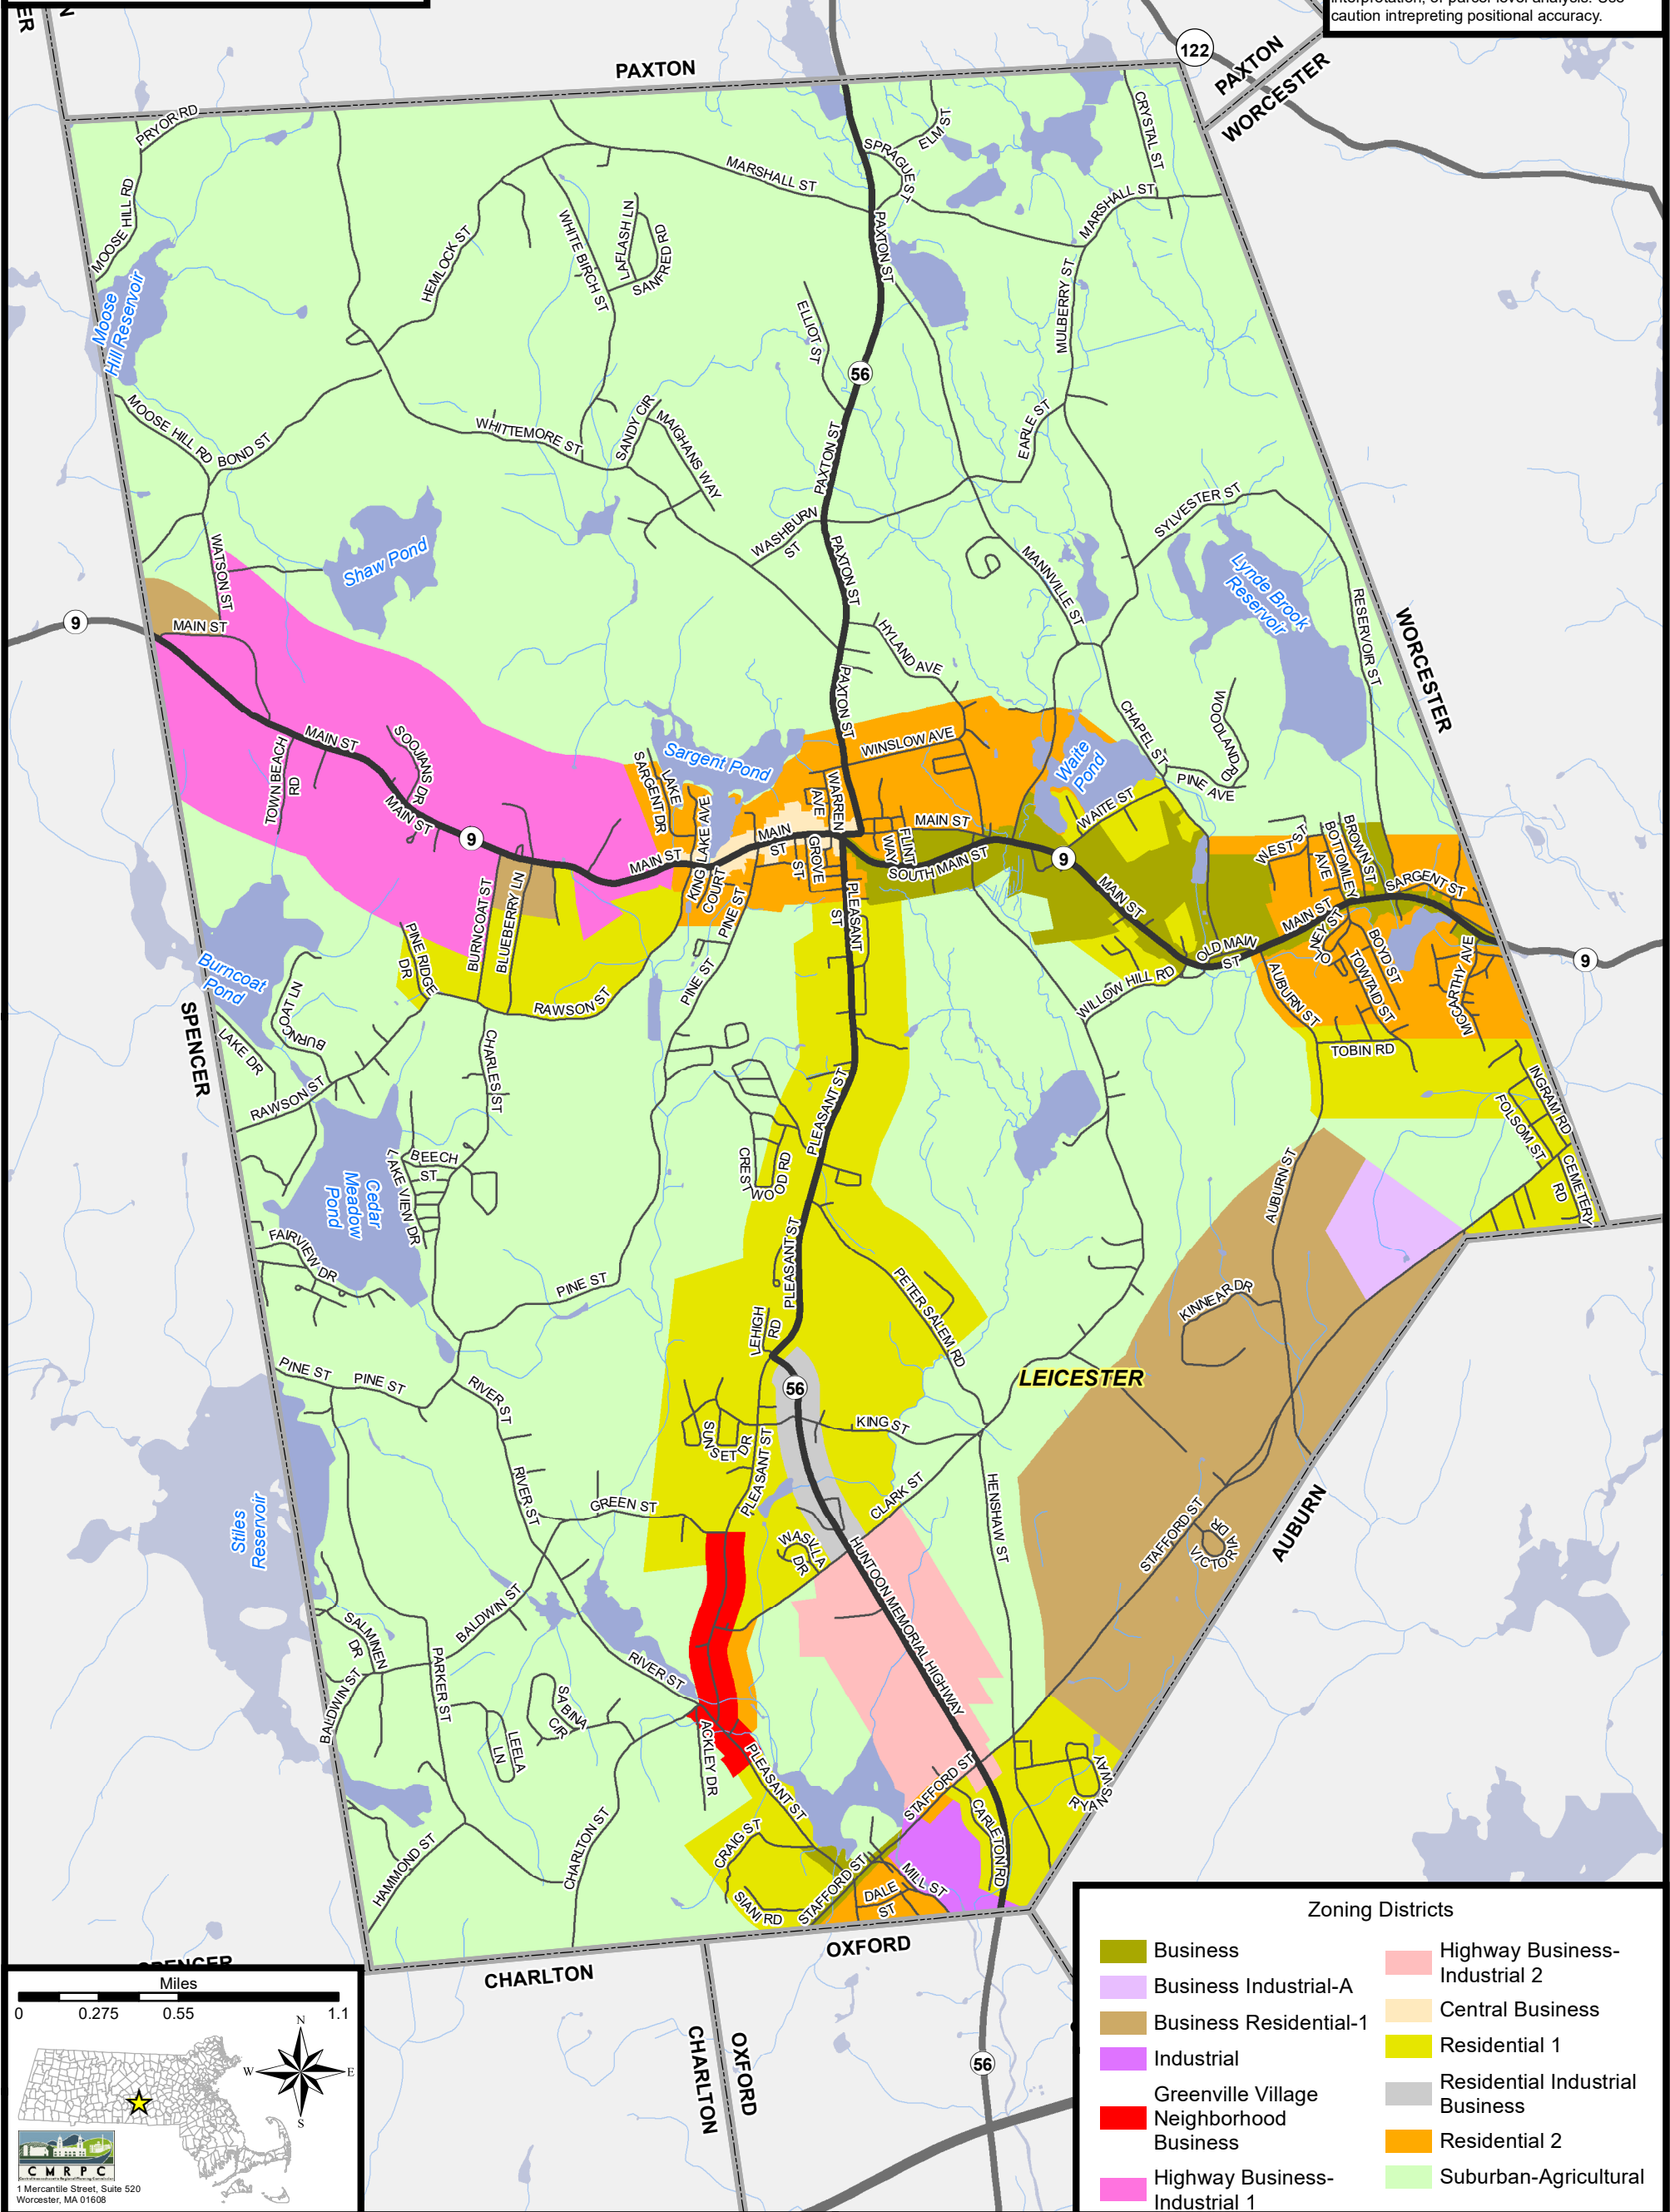 caution intrepreting positional accuracy.
ER
N
122
PAXTON
PAXTON
WORCESTER
PRYOR RD
MOOSE HILL RD
CRYSTAL ST
ELM ST
SPRAGUE ST
MARSHALL ST
MARSHALL ST
PAXTON ST
HEMLOCK ST
WHITE BIRCH ST
LAFLASH LN
SANFRED RD
Moose
Hill Reservoir
ELLIOT ST
MULBERRY ST
56
MOOSE HILL RD
BOND ST
WHITTEMORE ST
SANDY CIR
MAIGHANS WAY
PAXTON ST
EARLE ST
SYLVESTER ST
WASHBURN
ST
WATSON ST
Shaw Pond
PAXTON ST
MANNVILLE ST
Lynde Brook
Reservoir
RESERVOIR ST
WORCESTER
9
MAIN ST
HYLAND AVE
PAXTON ST
WOODLAND RD
CHAPEL ST
MAIN ST
SOOJIANS DR
TOWN BEACH
RD
MAIN ST
9
SARGENT DR
LAKE
Sargent Pond
WINSLOW AVE
Waite
Pond
PINE AVE
WAITE ST
LAKE AVE
KING
COURT
MAIN
ST
AVE
WARREN
GROVE
ST
MAIN ST
FLINT
WAY
SOUTH MAIN ST
9
MAIN ST
MAIN ST
WEST ST
BOTTOMLEY
AVE
BROWN ST
SARGENT ST
MAIN ST
OLNEY ST
BOYD ST
TOWTAID ST
MCCARTHY AVE
9
OLD MAIN
ST
WILLOW HILL RD
AUBURN ST
TOBIN RD
PINE ST
PLEASANT
ST
BURNCOAT ST
BLUEBERRY LN
PINE RIDGE
DR
RAWSON ST
PINE ST
Burncoat
Pond
BURNCOAT LN
LAKE DR
SPENCER
RAWSON ST
CHARLES ST
PLEASANT ST
INGRAM RD
FOLSOM ST
CEMETERY
RD
Cedar
Meadow
Pond
BEECH
ST
LAKE VIEW DR
CRESTWOOD RD
AUBURN ST
FAIRVIEW DR
PINE ST
PLEASANT ST
PETER SALEM RD
KINNEAR DR
LEHIGH
RD
LEICESTER
PINE ST
PINE ST
RIVER ST
56
SUNSET DR
PLEASANT ST
KING ST
Stiles
Reservoir
RIVER ST
GREEN ST
CLARK ST
HENSHAW ST
STAFFORD ST
VICTORIA DR
AUBURN
WASILLA
DR
HUNTOON MEMORIAL HIGHWAY
SALMINEN
DR
BALDWIN ST
BALDWIN ST
PARKER ST
RIVER ST
SABINA
CIR
LEELA
LN
ACKLEY DR
PLEASANT ST
STAFFORD ST
RYANS WAY
CARLETON RD
CRAIG ST
CHARLTON ST
HAMMOND ST
SIANI RD
STAFFORD ST
DALE
ST
MILL ST
OXFORD
CHARLTON
CHARLTON
OXFORD
56
SPENCER
Miles
0 0.275 0.55 1.1
N
W E
S
CMRPC
1 Mercantile Street, Suite 520
Worcester, MA 01608
Zoning Districts
Business
Business Industrial-A
Business Residential-1
Industrial
Greenville Village
Neighborhood
Business
Highway Business-
Industrial 1
Highway Business-
Industrial 2
Central Business
Residential 1
Residential Industrial
Business
Residential 2
Suburban-Agricultural